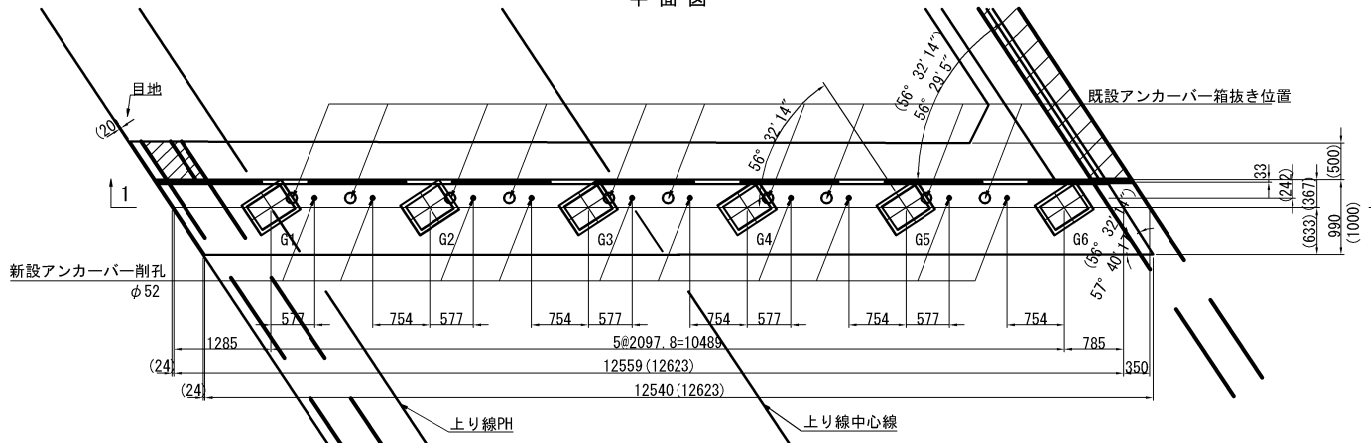 平面図
目地
(20)
(56° 32′14″)
56° 29′5″
56° 32′14″
既設アンカーバー箱抜き位置
1
33
(242)
(500)
(367)
(633)
990
(1000)
G1
G2
G3
G4
G5
G6
(56° 32′14″)
57° 40′17″
新設アンカーバー削孔
φ52
577
754
577
754
577
754
577
754
577
754
1285
5@2097.8=10489
785
(24)
12559(12623)
350
(24)
12540(12623)
上り線PH
上り線中心線